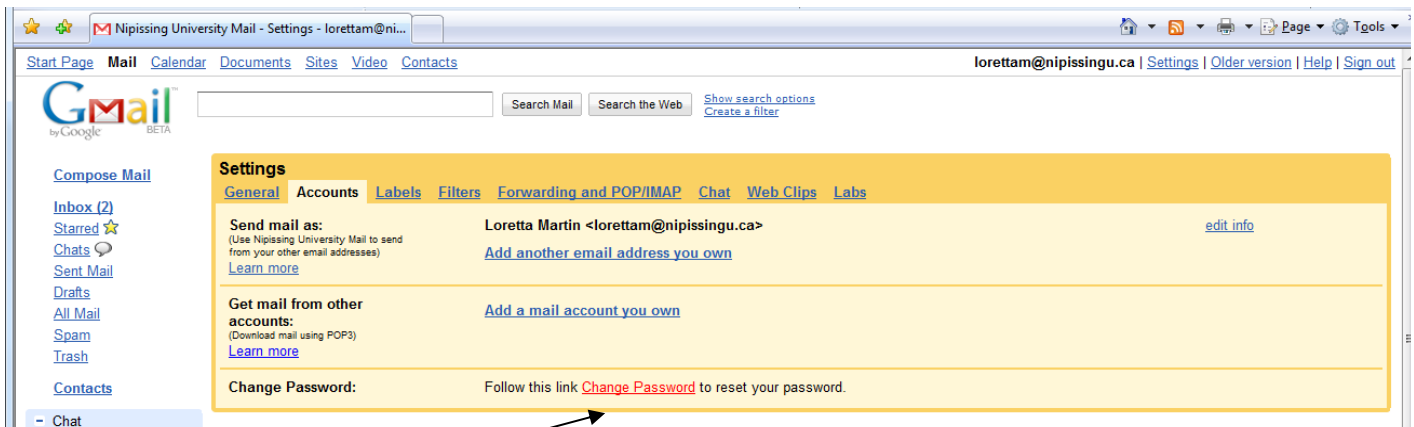 Nipissing University Mail - Settings - lorettam@ni...
Page Tools
Start Page Mail Calendar Documents Sites Video Contacts
lorettam@nipissingu.ca | Settings | Older version | Help | Sign out
Gmail
by Google BETA
Search Mail Search the Web Show search options
Create a filter
Compose Mail
Inbox (2)
Starred
Chats
Sent Mail
Drafts
All Mail
Spam
Trash
Contacts
Chat
Settings
General Accounts Labels Filters Forwarding and POP/IMAP Chat Web Clips Labs
Send mail as:
(Use Nipissing University Mail to send
from your other email addresses)
Learn more
Loretta Martin <lorettam@nipissingu.ca>
edit info
Add another email address you own
Get mail from other
accounts:
(Download mail using POP3)
Learn more
Add a mail account you own
Change Password:
Follow this link Change Password to reset your password.